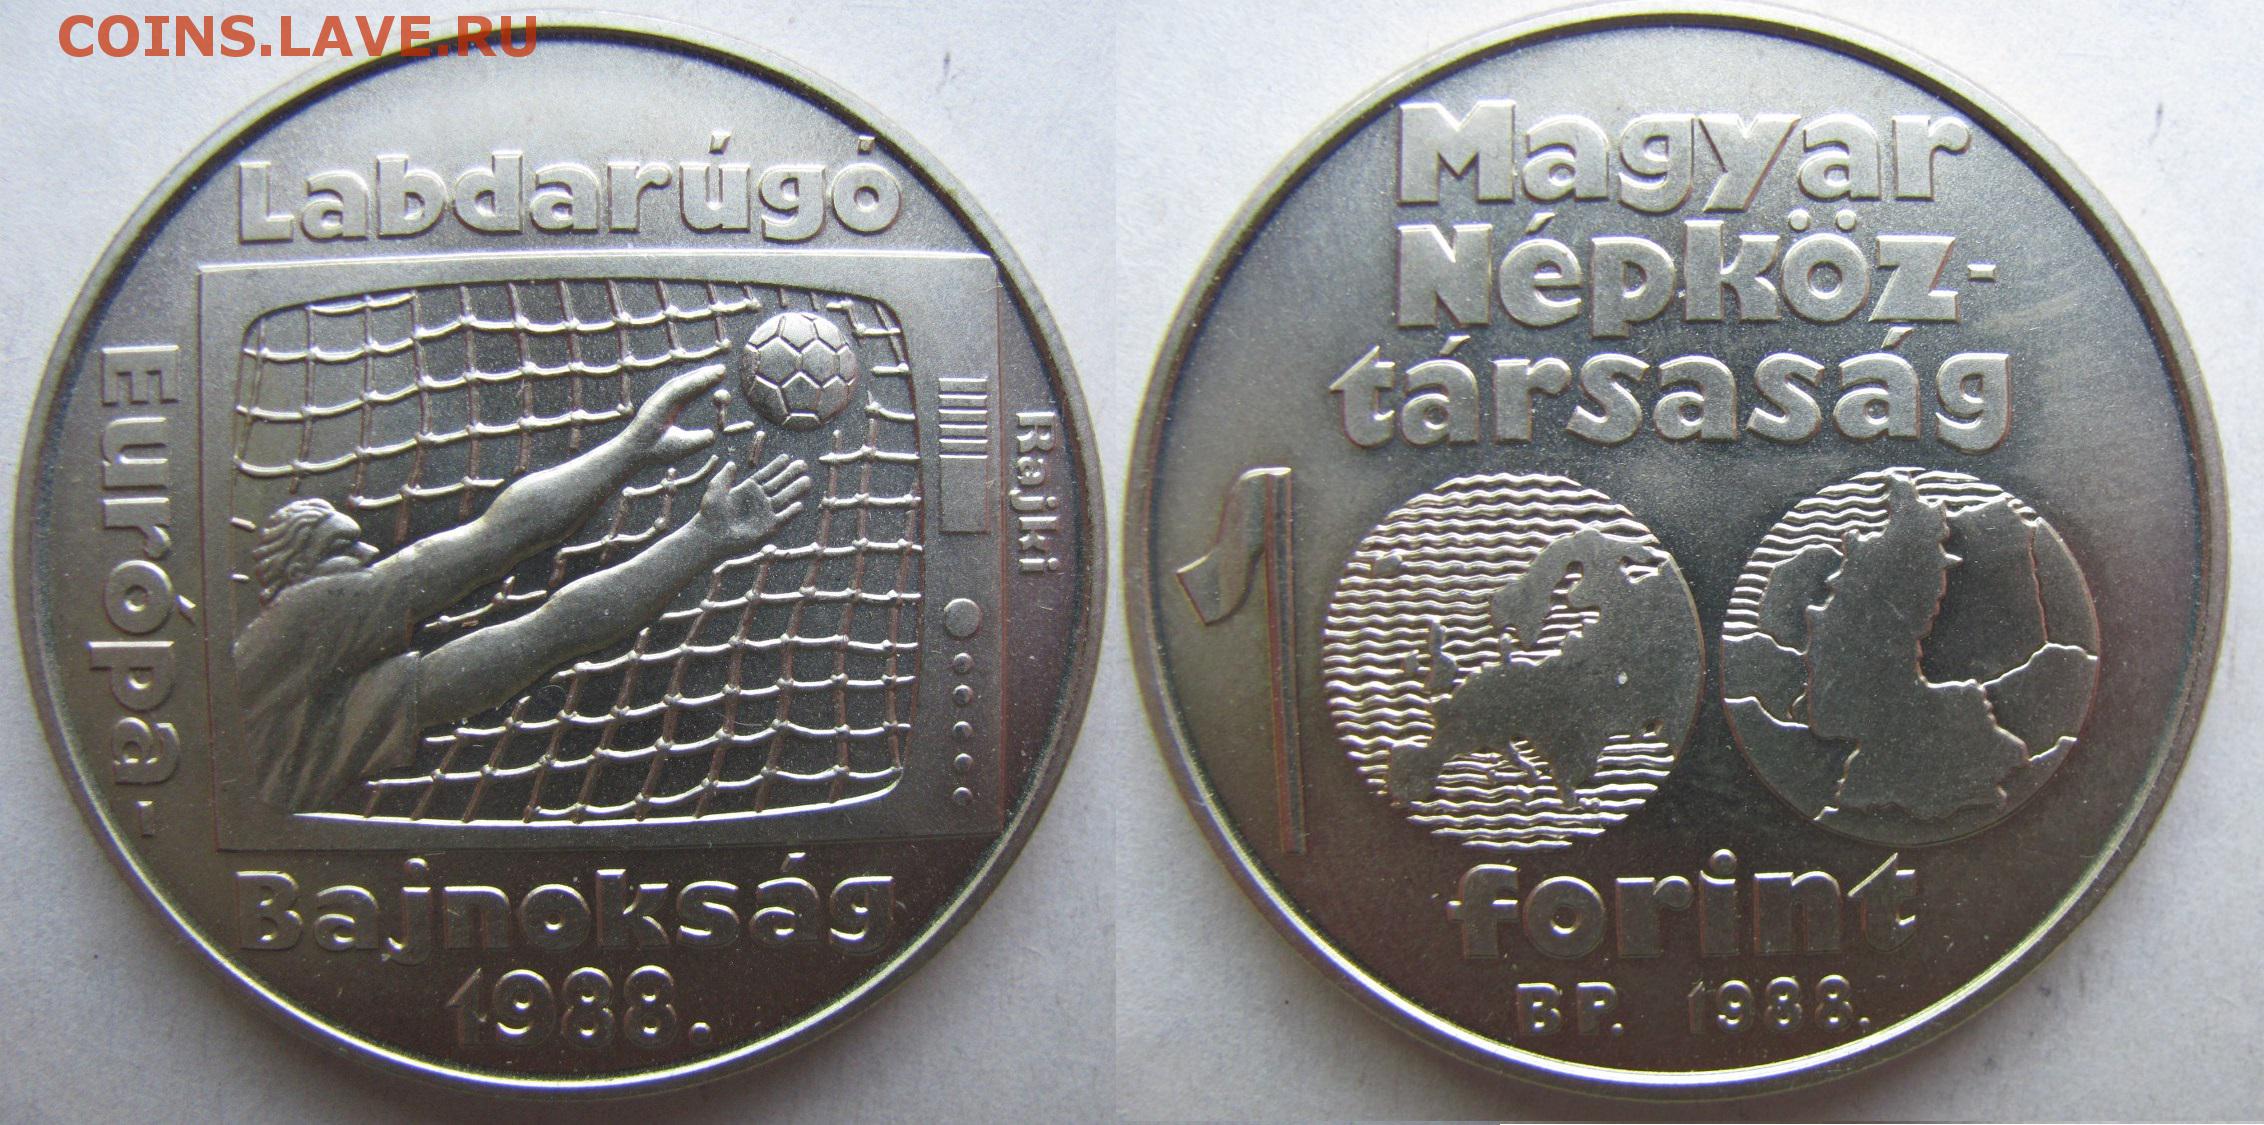 COINS.LAVE.RU
Labdarúgó
Európa-
Rajki
Bajnokság
1988.
Magyar
Népköz-
társaság
100
forint
BP. 1988.